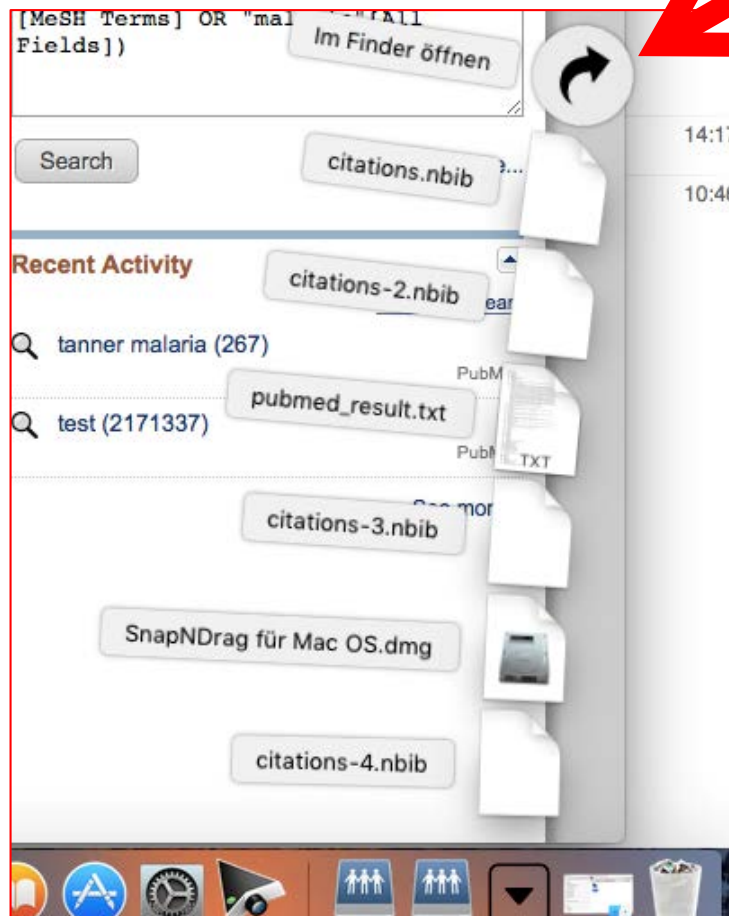 [MeSH Terms] OR "mal
Fields])
Im Finder öffnen
14:17
Search
citations.nbib
10:46
Recent Activity
citations-2.nbib
tanner malaria (267)
PubM
pubmed_result.txt
test (2171337)
TXT
citations-3.nbib
SnapNDrag für Mac OS.dmg
citations-4.nbib